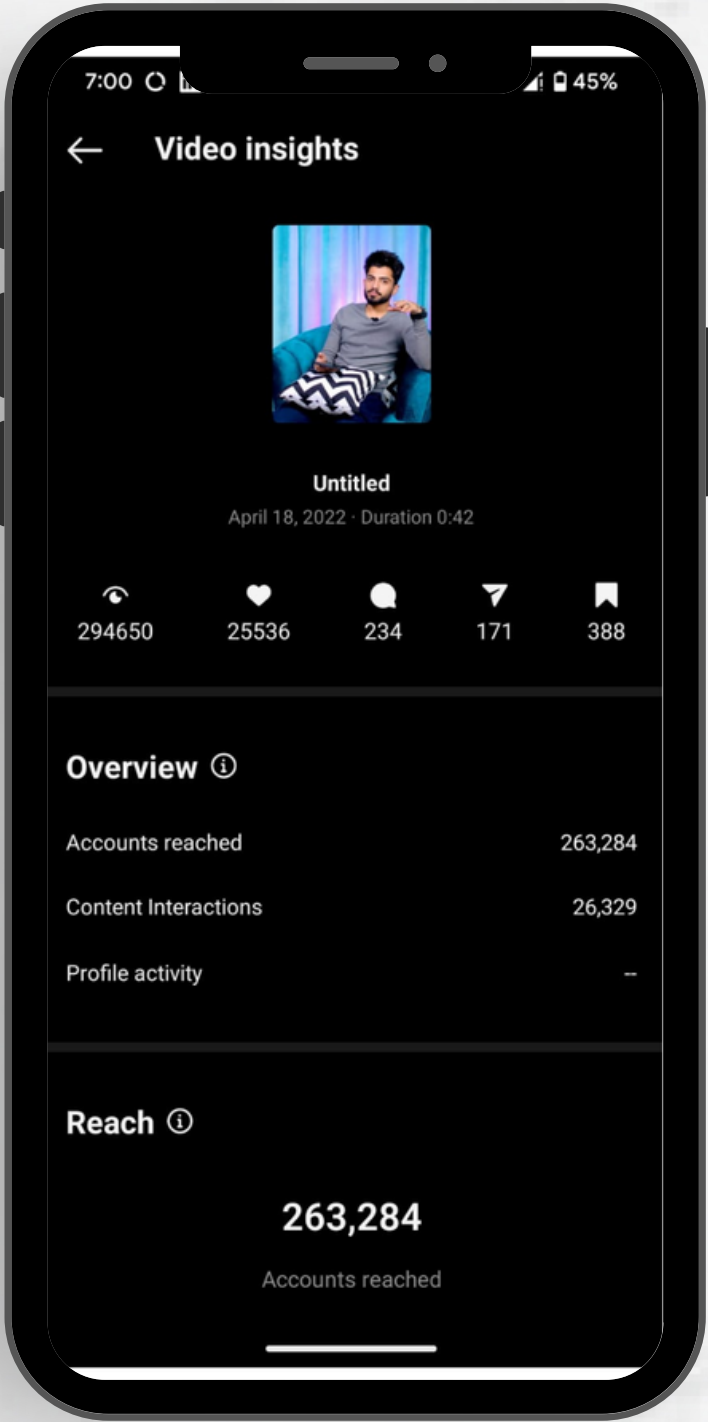 7:00 45%
Video insights
Untitled
April 18, 2022 · Duration 0:42
294650 25536 234 171 388
Overview
Accounts reached 263,284
Content Interactions 26,329
Profile activity --
Reach
263,284
Accounts reached